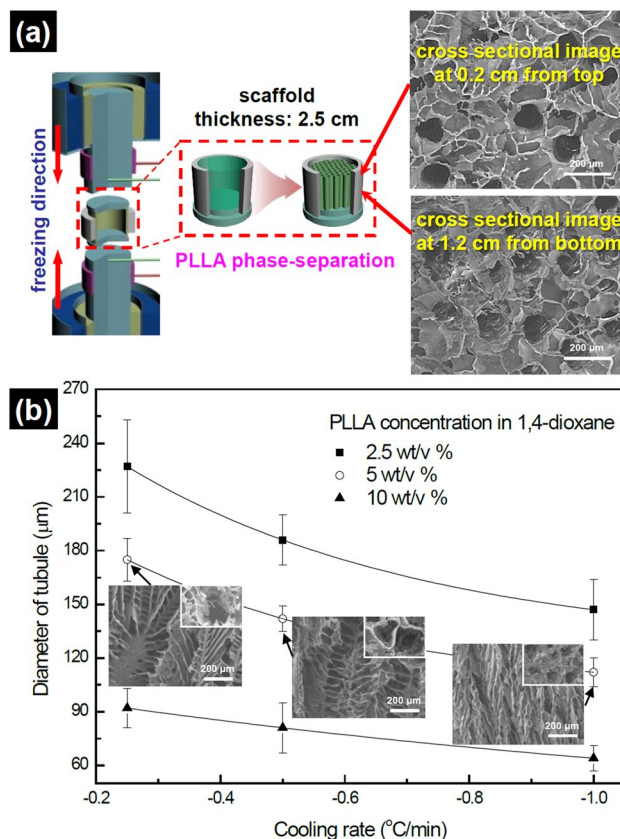 (a)
freezing direction
scaffold
thickness: 2.5 cm
PLLA phase-separation
cross sectional image
at 0.2 cm from top
200 μm
cross sectional image
at 1.2 cm from bottom
200 μm
(b)
Diameter of tubule (μm)
270
240
210
180
150
120
90
60
PLLA concentration in 1,4-dioxane
2.5 wt/v %
5 wt/v %
10 wt/v %
200 μm
200 μm
200 μm
-0.2
-0.4
-0.6
-0.8
-1.0
Cooling rate (°C/min)